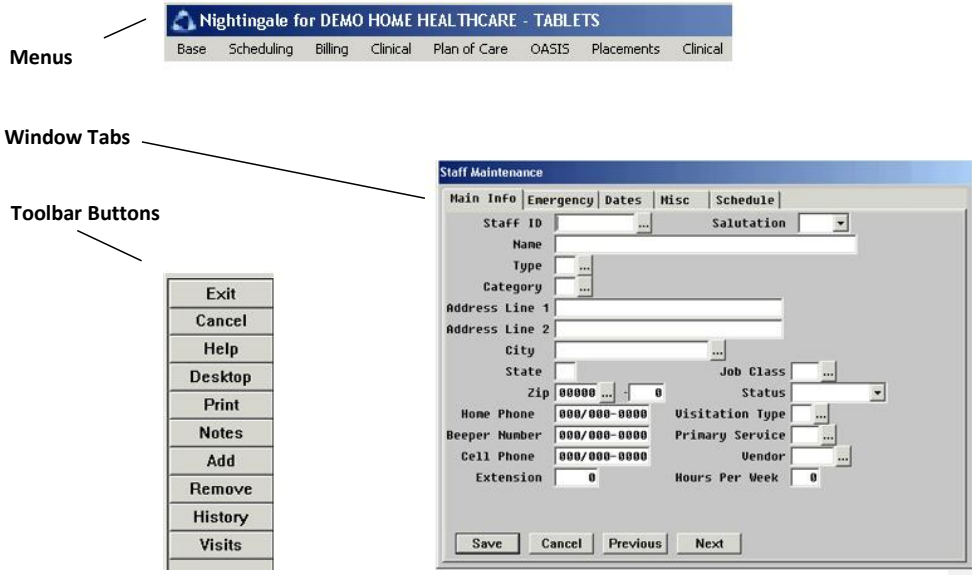 Nightingale for DEMO HOME HEALTHCARE - TABLETS
Base Scheduling Billing Clinical Plan of Care OASIS Placements Clinical
Menus
Window Tabs
Toolbar Buttons
Exit
Cancel
Help
Desktop
Print
Notes
Add
Remove
History
Visits
Staff Maintenance
Main Info Emergency Dates Misc Schedule
Staff ID ... Salutation
Name
Type ...
Category ...
Address Line 1
Address Line 2
City ...
State Job Class ...
Zip 00000 ... - 0 Status
Home Phone 000/000-0000 Visitation Type ...
Beeper Number 000/000-0000 Primary Service ...
Cell Phone 000/000-0000 Vendor ...
Extension 0 Hours Per Week 0
Save Cancel Previous Next